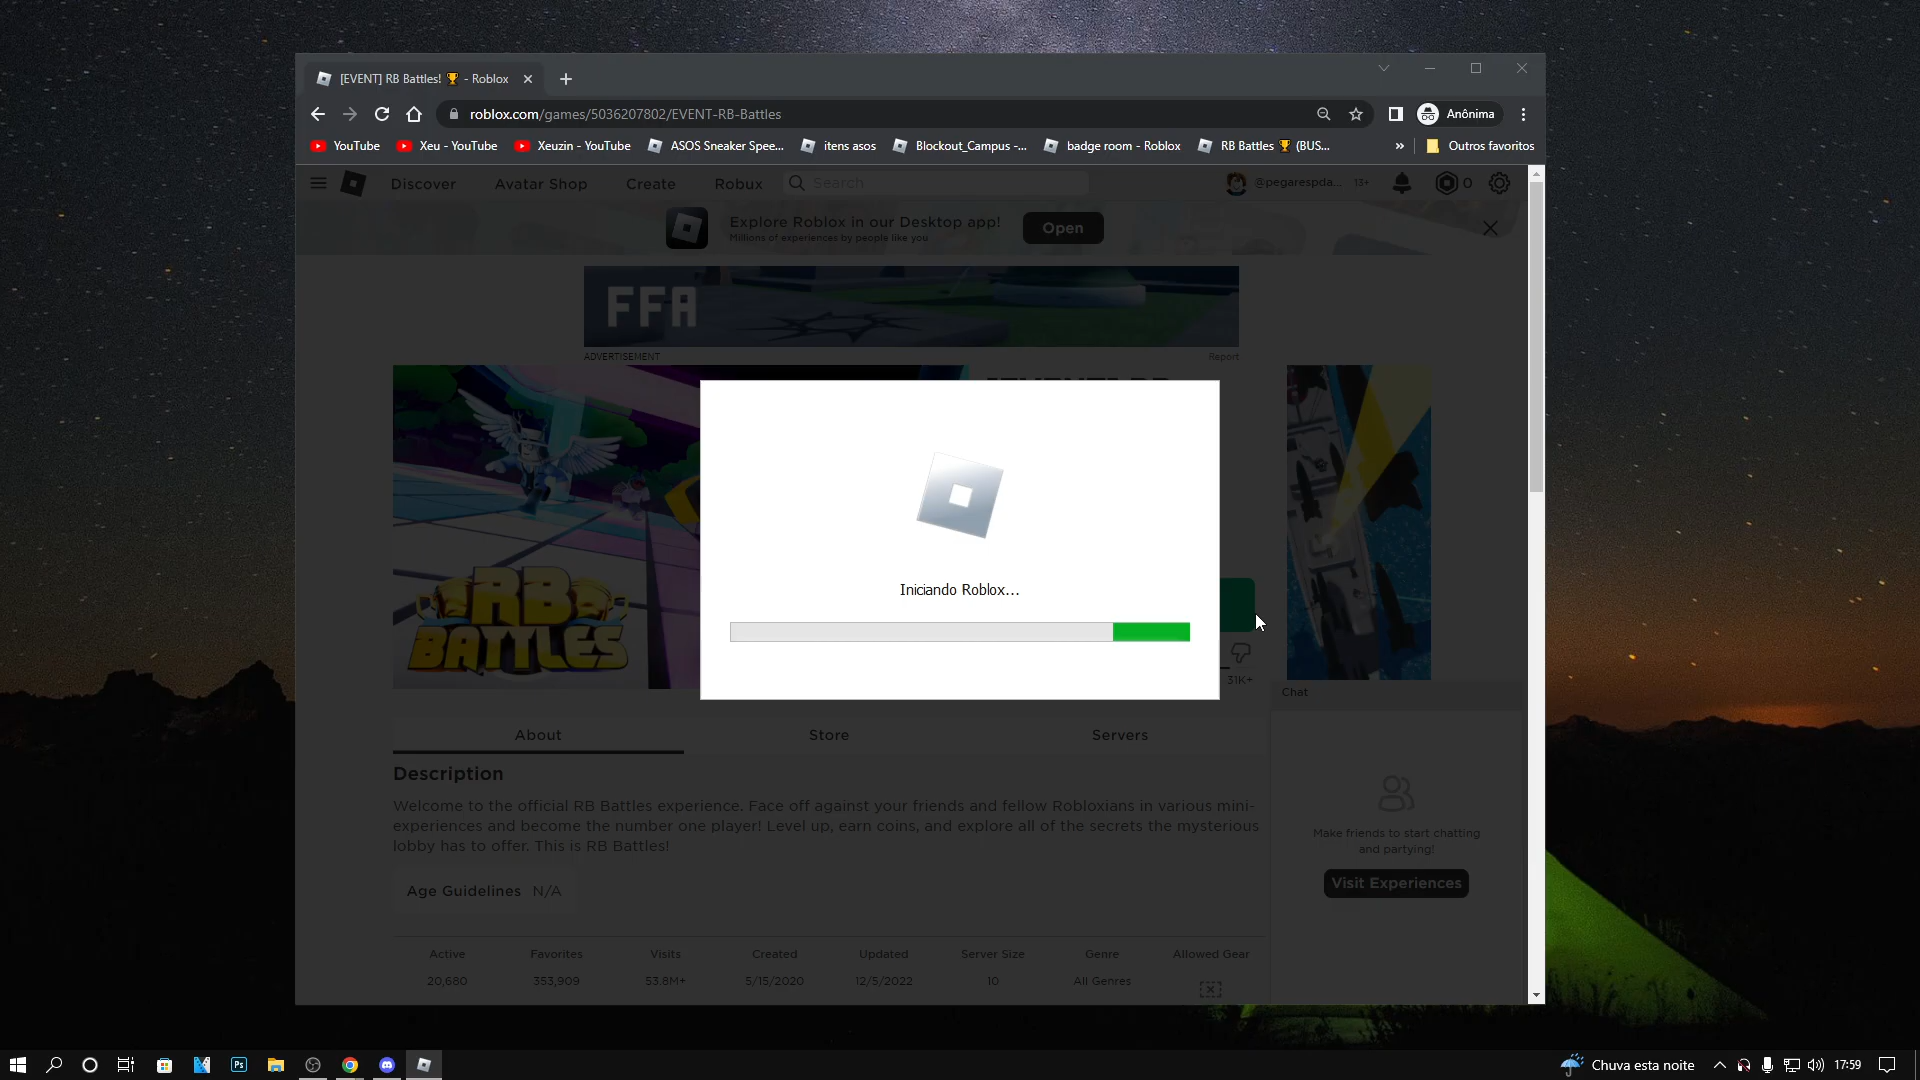 [EVENT] RB Battles! 🏆 - Roblox
roblox.com/games/5036207802/EVENT-RB-Battles
Anônima
YouTube
Xeu - YouTube
Xeuzin - YouTube
ASOS Sneaker Spee...
itens asos
Blockout_Campus -...
badge room - Roblox
RB Battles 🏆 (BUS...
»
Outros favoritos
Discover
Avatar Shop
Create
Robux
Search
@pegarespda...
13+
0
Explore Roblox in our Desktop app!
Millions of experiences by people like you
Open
FFA
ADVERTISEMENT
Report
Iniciando Roblox...
RB
BATTLES
31K+
Chat
About
Store
Servers
Description
Welcome to the official RB Battles experience. Face off against your friends and fellow Robloxians in various mini-
experiences and become the number one player! Level up, earn coins, and explore all of the secrets the mysterious
lobby has to offer. This is RB Battles!
Make friends to start chatting
and partying!
Visit Experiences
Age Guidelines N/A
Active
Favorites
Visits
Created
Updated
Server Size
Genre
Allowed Gear
20,680
353,909
53.8M+
5/15/2020
12/5/2022
10
All Genres
Ps
Chuva esta noite
17:59